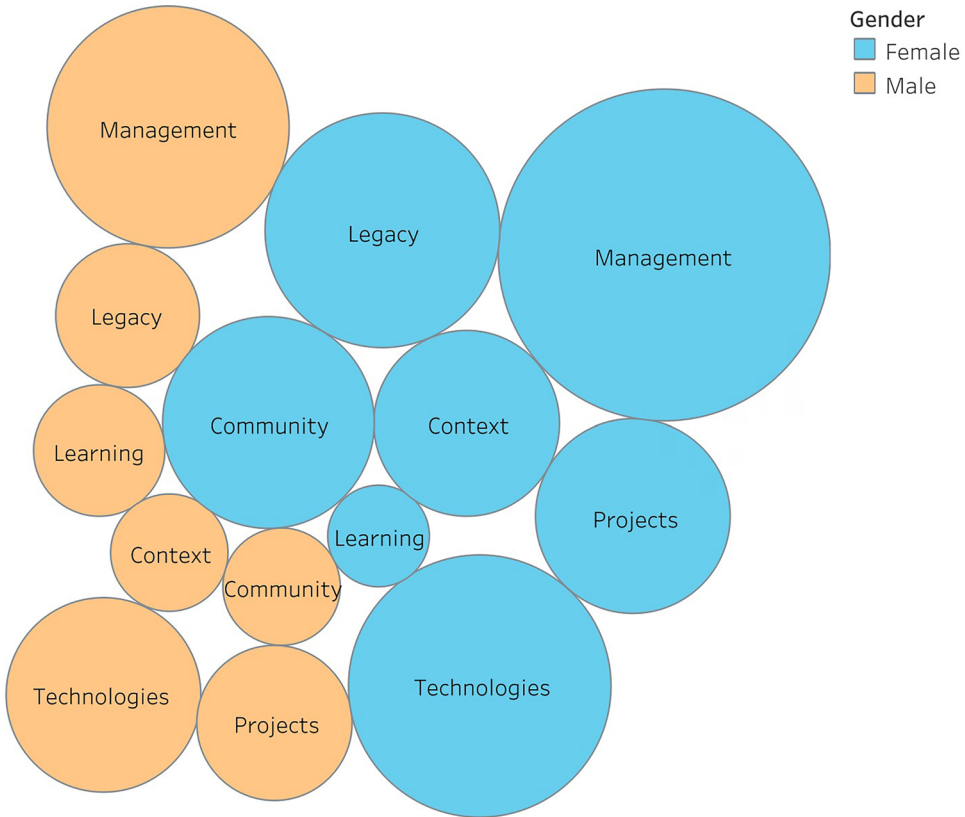 Gender
Female
Male
Management
Legacy
Management
Legacy
Community
Context
Learning
Projects
Learning
Context
Community
Technologies
Technologies
Projects